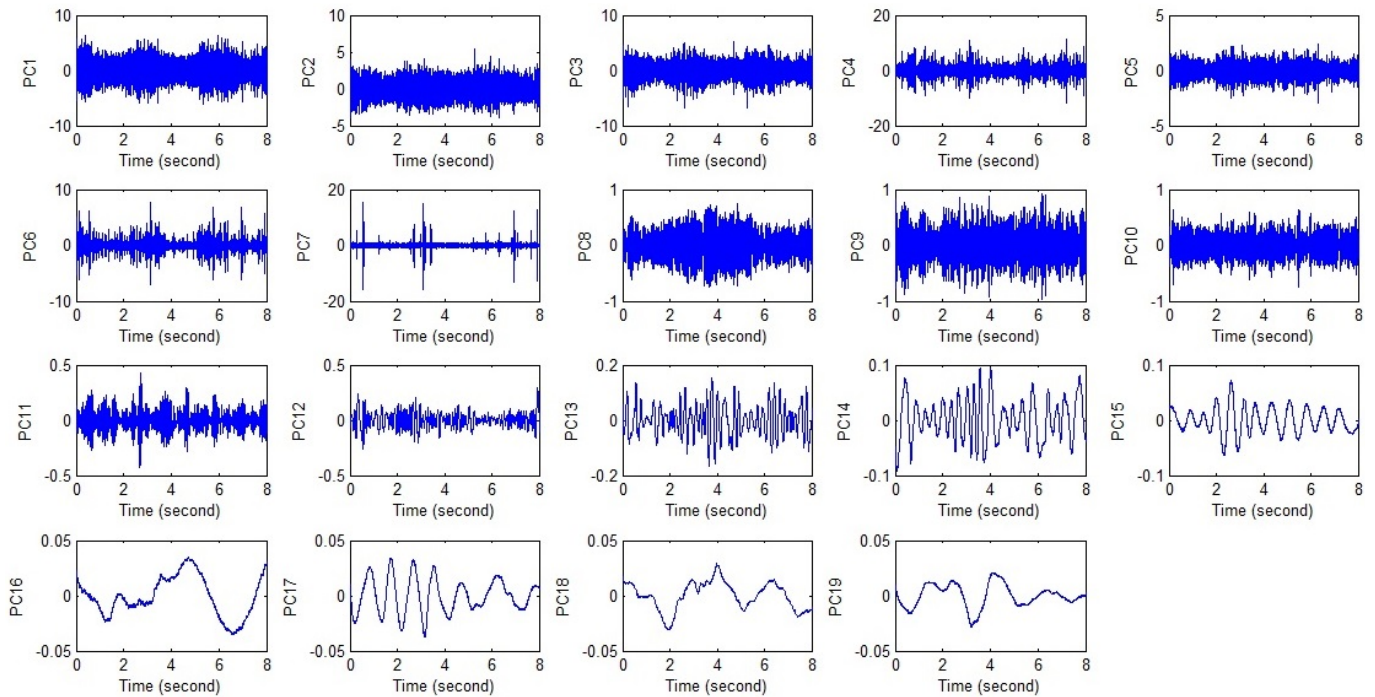 10 10 10 20 5
PC1 5 PC2 PC3 PC4 PC5
0 0 0 0 0
-10 -5 -10 -20 -5
0 2 4 6 8 0 2 4 6 8 0 2 4 6 8 0 2 4 6 8 0 2 4 6 8
Time (second) Time (second) Time (second) Time (second) Time (second)
10 20 1 1 1
PC6 PC7 PC8 PC9 PC10
0 0 0 0 0
-10 -20 -1 -1 -1
0 2 4 6 8 0 2 4 6 8 0 2 4 6 8 0 2 4 6 8 0 2 4 6 8
Time (second) Time (second) Time (second) Time (second) Time (second)
0.5 0.5 0.2 0.1 0.1
PC11 PC12 PC13 PC14 PC15
0 0 0 0 0
-0.5 -0.5 -0.2 -0.1 -0.1
0 2 4 6 8 0 2 4 6 8 0 2 4 6 8 0 2 4 6 8 0 2 4 6 8
Time (second) Time (second) Time (second) Time (second) Time (second)
0.05 0.05 0.05 0.05
PC16 PC17 PC18 PC19
0 0 0 0
-0.05 -0.05 -0.05 -0.05
0 2 4 6 8 0 2 4 6 8 0 2 4 6 8 0 2 4 6 8
Time (second) Time (second) Time (second) Time (second)